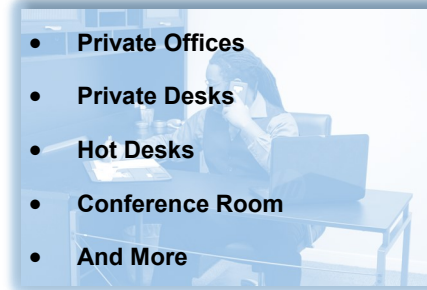 • Private Offices
• Private Desks
• Hot Desks
• Conference Room
• And More